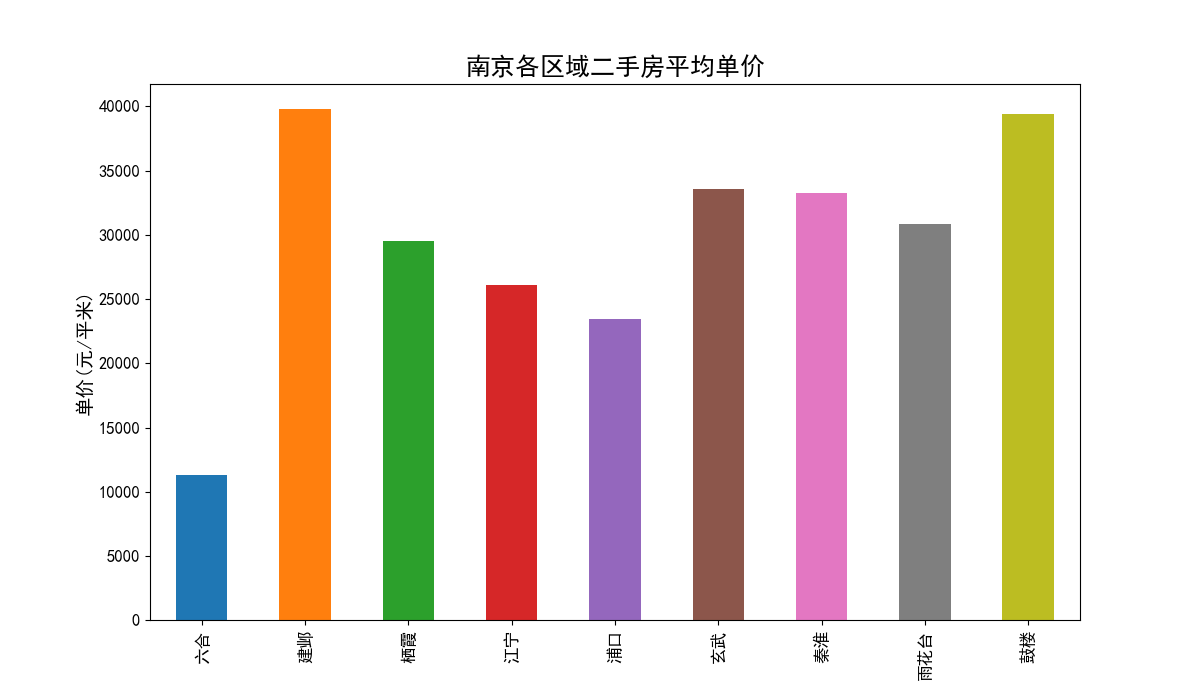 南京各区域二手房平均单价
单价(元/平米)
40000
35000
30000
25000
20000
15000
10000
5000
0
六合
建邺
栖霞
江宁
浦口
玄武
秦淮
雨花台
鼓楼